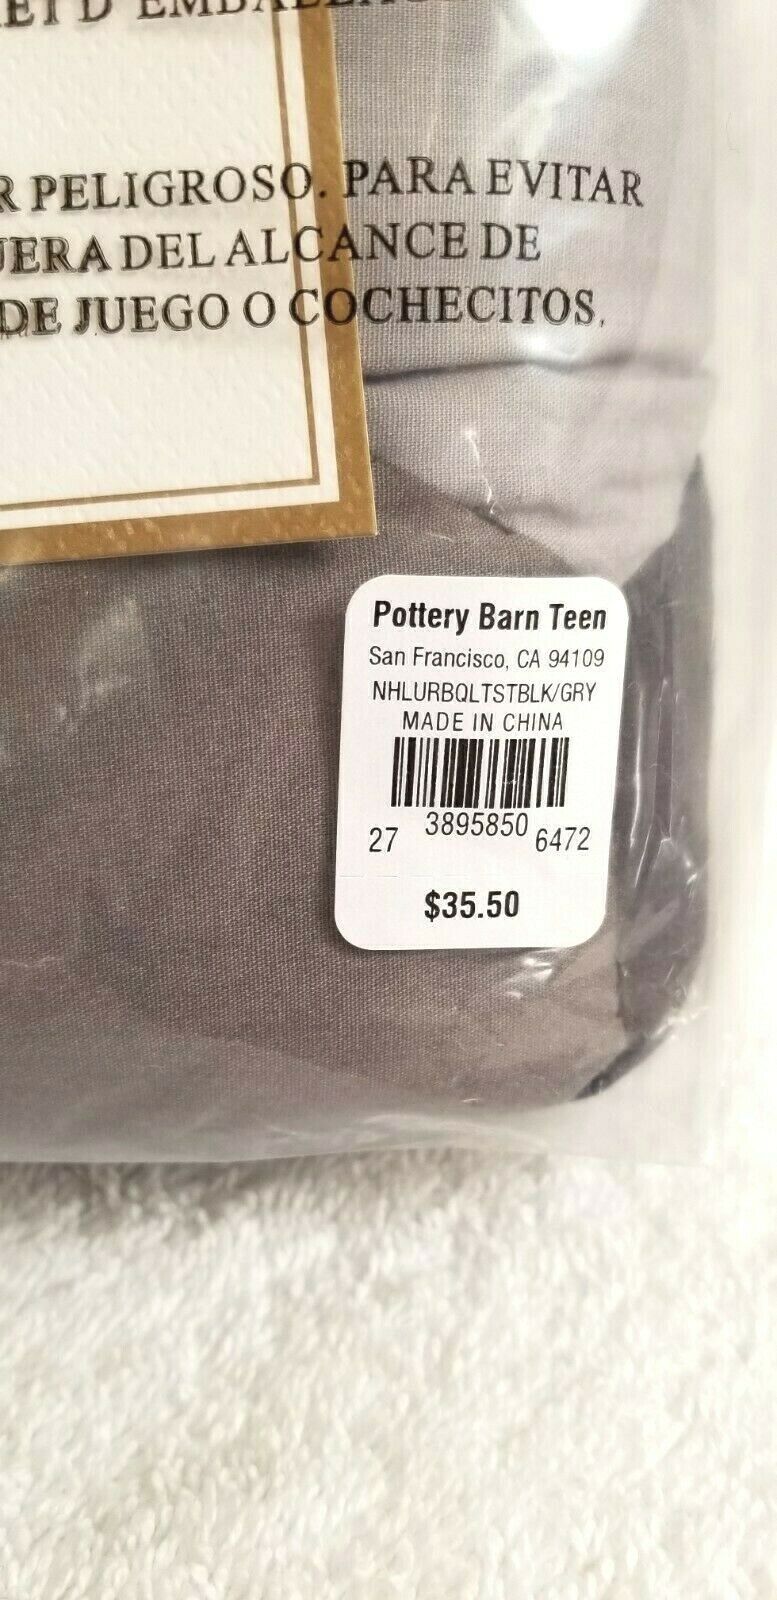 D' EMBALLAG
R PELIGROSO. PARA EVITAR
UERA DEL ALCANCE DE
DE JUEGO O COCHECITOS.
Pottery Barn Teen
San Francisco, CA 94109
NHLURBQLTSTBLK/GRY
MADE IN CHINA
27 3895850 6472
$35.50